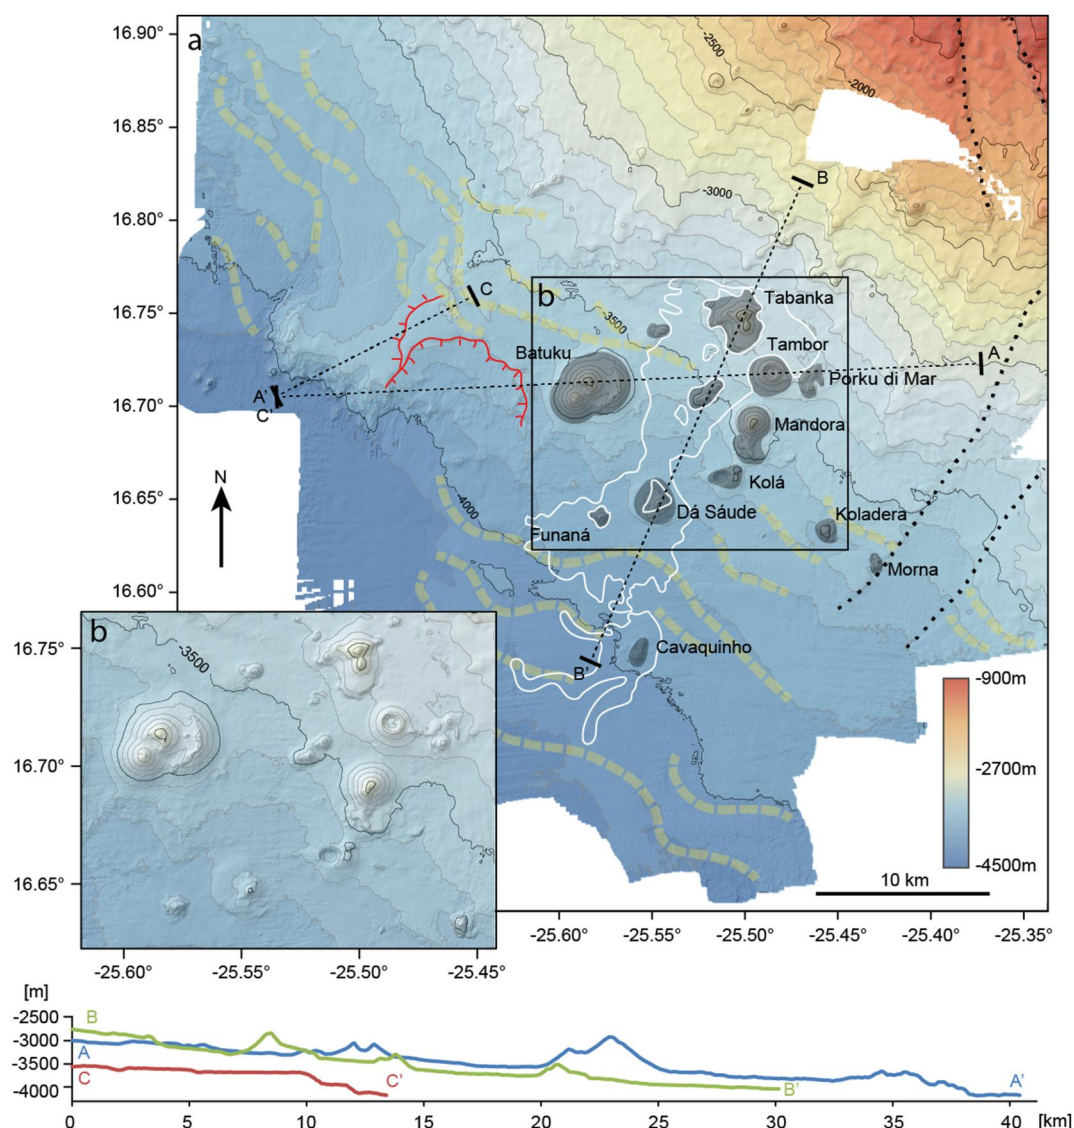 a
16.90°
16.85°
16.80°
16.75°
16.70°
16.65°
16.60°
-2500
-2000
-3000
B
C
b
-3500
Tabanka
Tambor
Batuku
A
Porku di Mar
A'
C'
Mandora
N
Kolá
-4000
Dá Sáude
Koladera
Funaná
Morna
Cavaquinho
B'
-900m
-2700m
-4500m
10 km
-25.60°
-25.55°
-25.50°
-25.45°
-25.40°
-25.35°
b
-3500
16.75°
16.70°
16.65°
-25.60°
-25.55°
-25.50°
-25.45°
[m]
-2500
-3000
-3500
-4000
B
A
C
C'
B'
A'
0
5
10
15
20
25
30
35
40
[km]